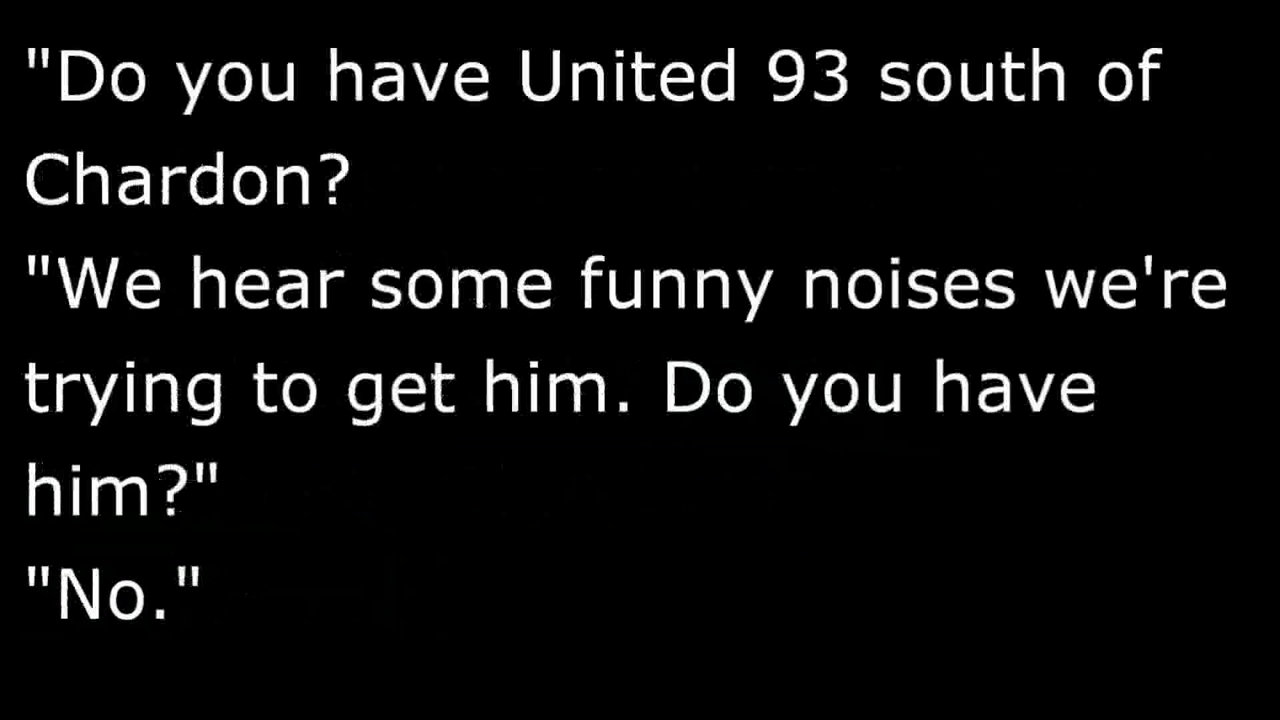 "Do you have United 93 south of
Chardon?
"We hear some funny noises we're
trying to get him. Do you have
him?"
"No."